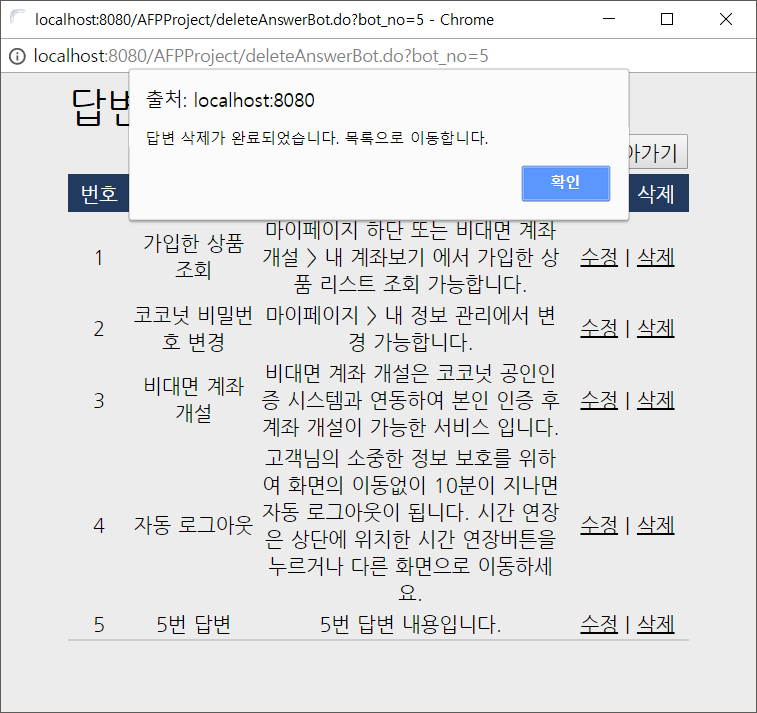 localhost:8080/AFPProject/deleteAnswerBot.do?bot_no=5 - Chrome
localhost:8080/AFPProject/deleteAnswerBot.do?bot_no=5
출처: localhost:8080
답변 삭제가 완료되었습니다. 목록으로 이동합니다.
확인
답변
아가기
번호 삭제
1 가입한 상품 조회 마이페이지 하단 또는 비대면 계좌
개설 > 내 계좌보기 에서 가입한 상
품 리스트 조회 가능합니다. 수정 | 삭제
2 코코넛 비밀번
호 변경 마이페이지 > 내 정보 관리에서 변
경 가능합니다. 수정 | 삭제
3 비대면 계좌
개설 비대면 계좌 개설은 코코넛 공인인
증 시스템과 연동하여 본인 인증 후
계좌 개설이 가능한 서비스 입니다. 수정 | 삭제
4 자동 로그아웃 고객님의 소중한 정보 보호를 위하
여 화면의 이동없이 10분이 지나면
자동 로그아웃이 됩니다. 시간 연장
은 상단에 위치한 시간 연장버튼을
누르거나 다른 화면으로 이동하세
요. 수정 | 삭제
5 5번 답변 5번 답변 내용입니다. 수정 | 삭제